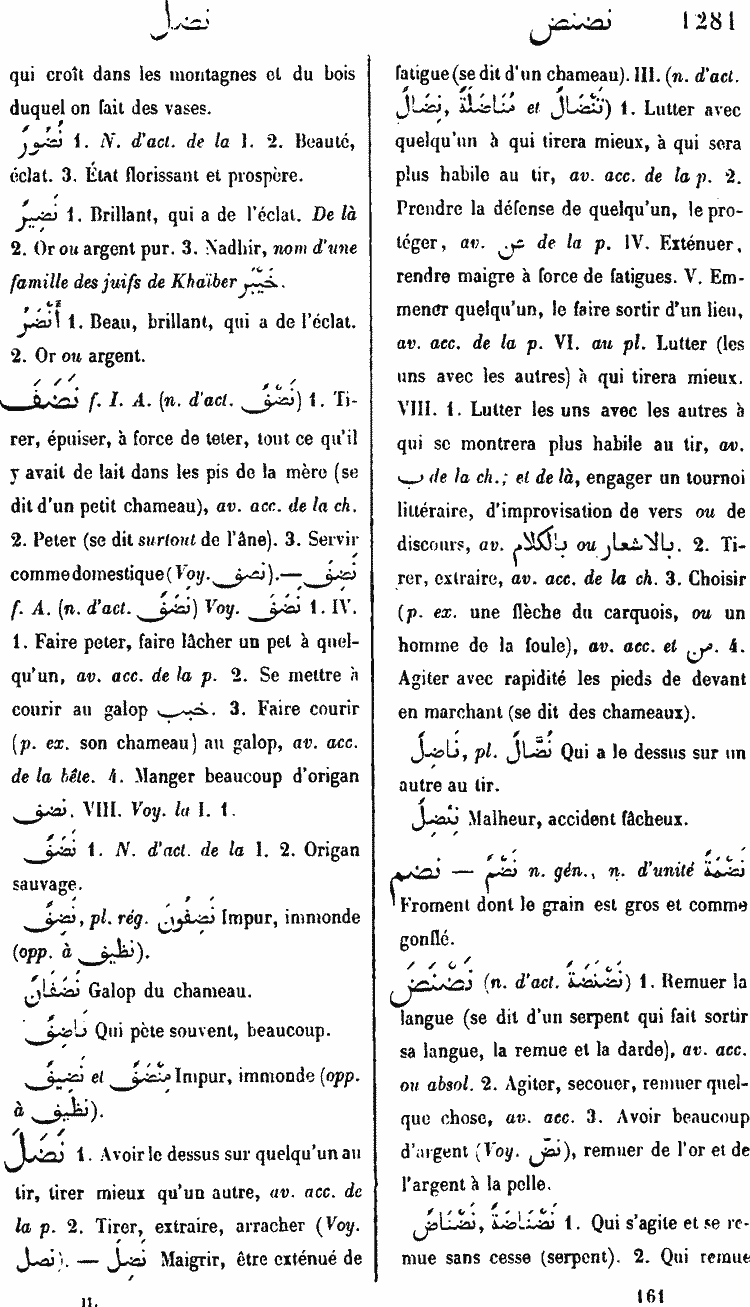 نضل
نضنض 1281
qui croît dans les montagnes et du bois
duquel on fait des vases.
نُضُورٌ 1. N. d'act. de la I. 2. Beauté,
éclat. 3. État florissant et prospère.
نَضِيرٌ 1. Brillant, qui a de l'éclat. De là
2. Or ou argent pur. 3. Nadhir, nom d'une
famille des juifs de Khaïber خَيْبَر.
أَنْضَرُ 1. Beau, brillant, qui a de l'éclat.
2. Or ou argent.
نَضَفَ f. I. A. (n. d'act. نَضْفٌ) 1. Ti-
rer, épuiser, à force de teter, tout ce qu'il
y avait de lait dans les pis de la mère (se
dit d'un petit chameau), av. acc. de la ch.
2. Peter (se dit surtout de l'âne). 3. Servir
comme domestique (Voy. نصف). — نَضِفَ
f. A. (n. d'act. نَضَفٌ) Voy. نَضَفَ 1. IV.
1. Faire peter, faire lâcher un pet à quel-
qu'un, av. acc. de la p. 2. Se mettre à
courir au galop خبب. 3. Faire courir
(p. ex. son chameau) au galop, av. acc.
de la bête. 4. Manger beaucoup d'origan
نضف. VIII. Voy. la I. 1.
نَضَفٌ 1. N. d'act. de la I. 2. Origan
sauvage.
نَضِفٌ, pl. rég. نَضِفُونَ Impur, immonde
(opp. à نظيف).
نَضَفَانٌ Galop du chameau.
نَاضِفٌ Qui pète souvent, beaucoup.
نَضِيفٌ et مِنْضَفٌ Impur, immonde (opp.
à نظيف).
نَضَلَ 1. Avoir le dessus sur quelqu'un au
tir, tirer mieux qu'un autre, av. acc. de
la p. 2. Tirer, extraire, arracher (Voy.
نصل). — نَضِلَ Maigrir, être exténué de
II.
fatigue (se dit d'un chameau). III. (n. d'act.
نِضَالٌ, مُنَاضَلَةٌ et تِنْضَالٌ) 1. Lutter avec
quelqu'un à qui tirera mieux, à qui sera
plus habile au tir, av. acc. de la p. 2.
Prendre la défense de quelqu'un, le pro-
téger, av. عن de la p. IV. Exténuer,
rendre maigre à force de fatigues. V. Em-
mener quelqu'un, le faire sortir d'un lieu,
av. acc. de la p. VI. au pl. Lutter (les
uns avec les autres) à qui tirera mieux.
VIII. 1. Lutter les uns avec les autres à
qui se montrera plus habile au tir, av.
ب de la ch.; et de là, engager un tournoi
littéraire, d'improvisation de vers ou de
discours, av. بالكلام ou بالاشعار. 2. Ti-
rer, extraire, av. acc. de la ch. 3. Choisir
(p. ex. une flèche du carquois, ou un
homme de la foule), av. acc. et من. 4.
Agiter avec rapidité les pieds de devant
en marchant (se dit des chameaux).
نَاضِلٌ, pl. نُضَّالٌ Qui a le dessus sur un
autre au tir.
نِئْضِلٌ Malheur, accident fâcheux.
نضم — نَضْمٌ n. gén., n. d'unité نَضْمَةٌ
Froment dont le grain est gros et comme
gonflé.
نَضْنَضَ (n. d'act. نَضْنَضَةٌ) 1. Remuer la
langue (se dit d'un serpent qui fait sortir
sa langue, la remue et la darde), av. acc.
ou absol. 2. Agiter, secouer, remuer quel-
que chose, av. acc. 3. Avoir beaucoup
d'argent (Voy. نضّ), remuer de l'or et de
l'argent à la pelle.
نَضْنَاضٌ, نَضْنَاضَةٌ 1. Qui s'agite et se re-
mue sans cesse (serpent). 2. Qui remue
161